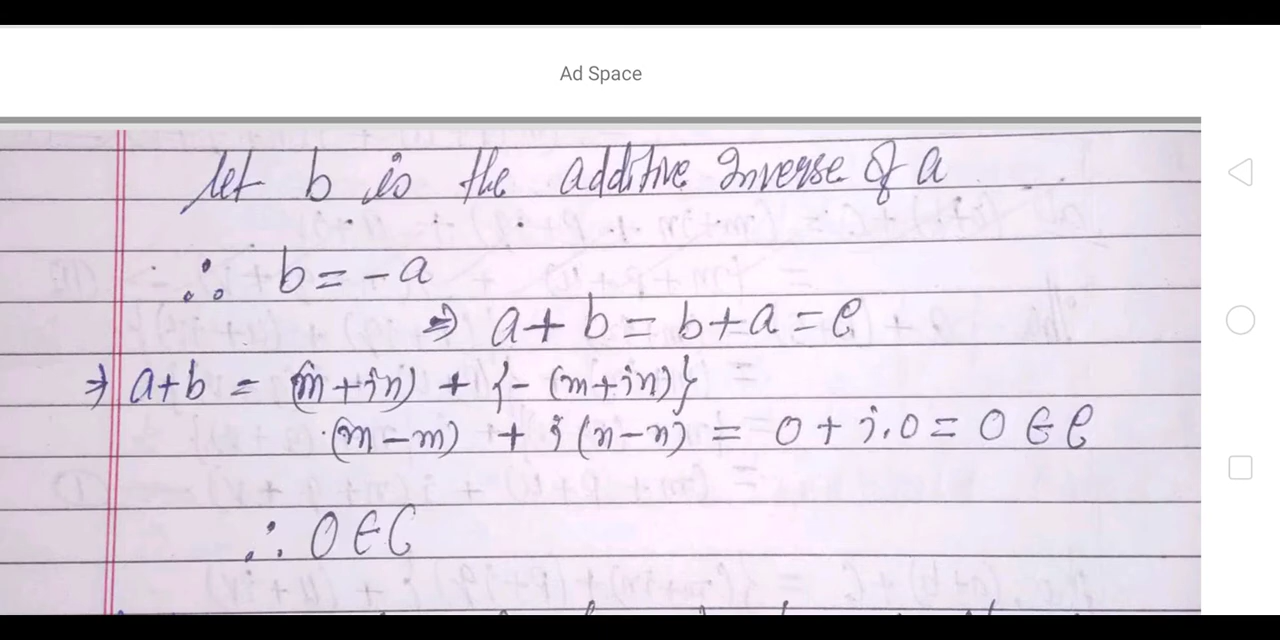 Ad Space
let b is the additive Inverse of a
∴ b = -a
⇒ a + b = b + a = e
⇒ a+b = (m+in) + {- (m+in)}
(m-m) + i(n-n) = 0 + i.0 = 0 ∈ C
∴ 0 ∈ C